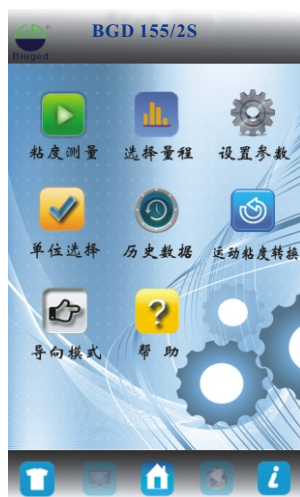 BGD 155/2S
Biuged
粘度测量 选择量程 设置参数
单位选择 历史数据 运动粘度转换
导向模式 帮 助